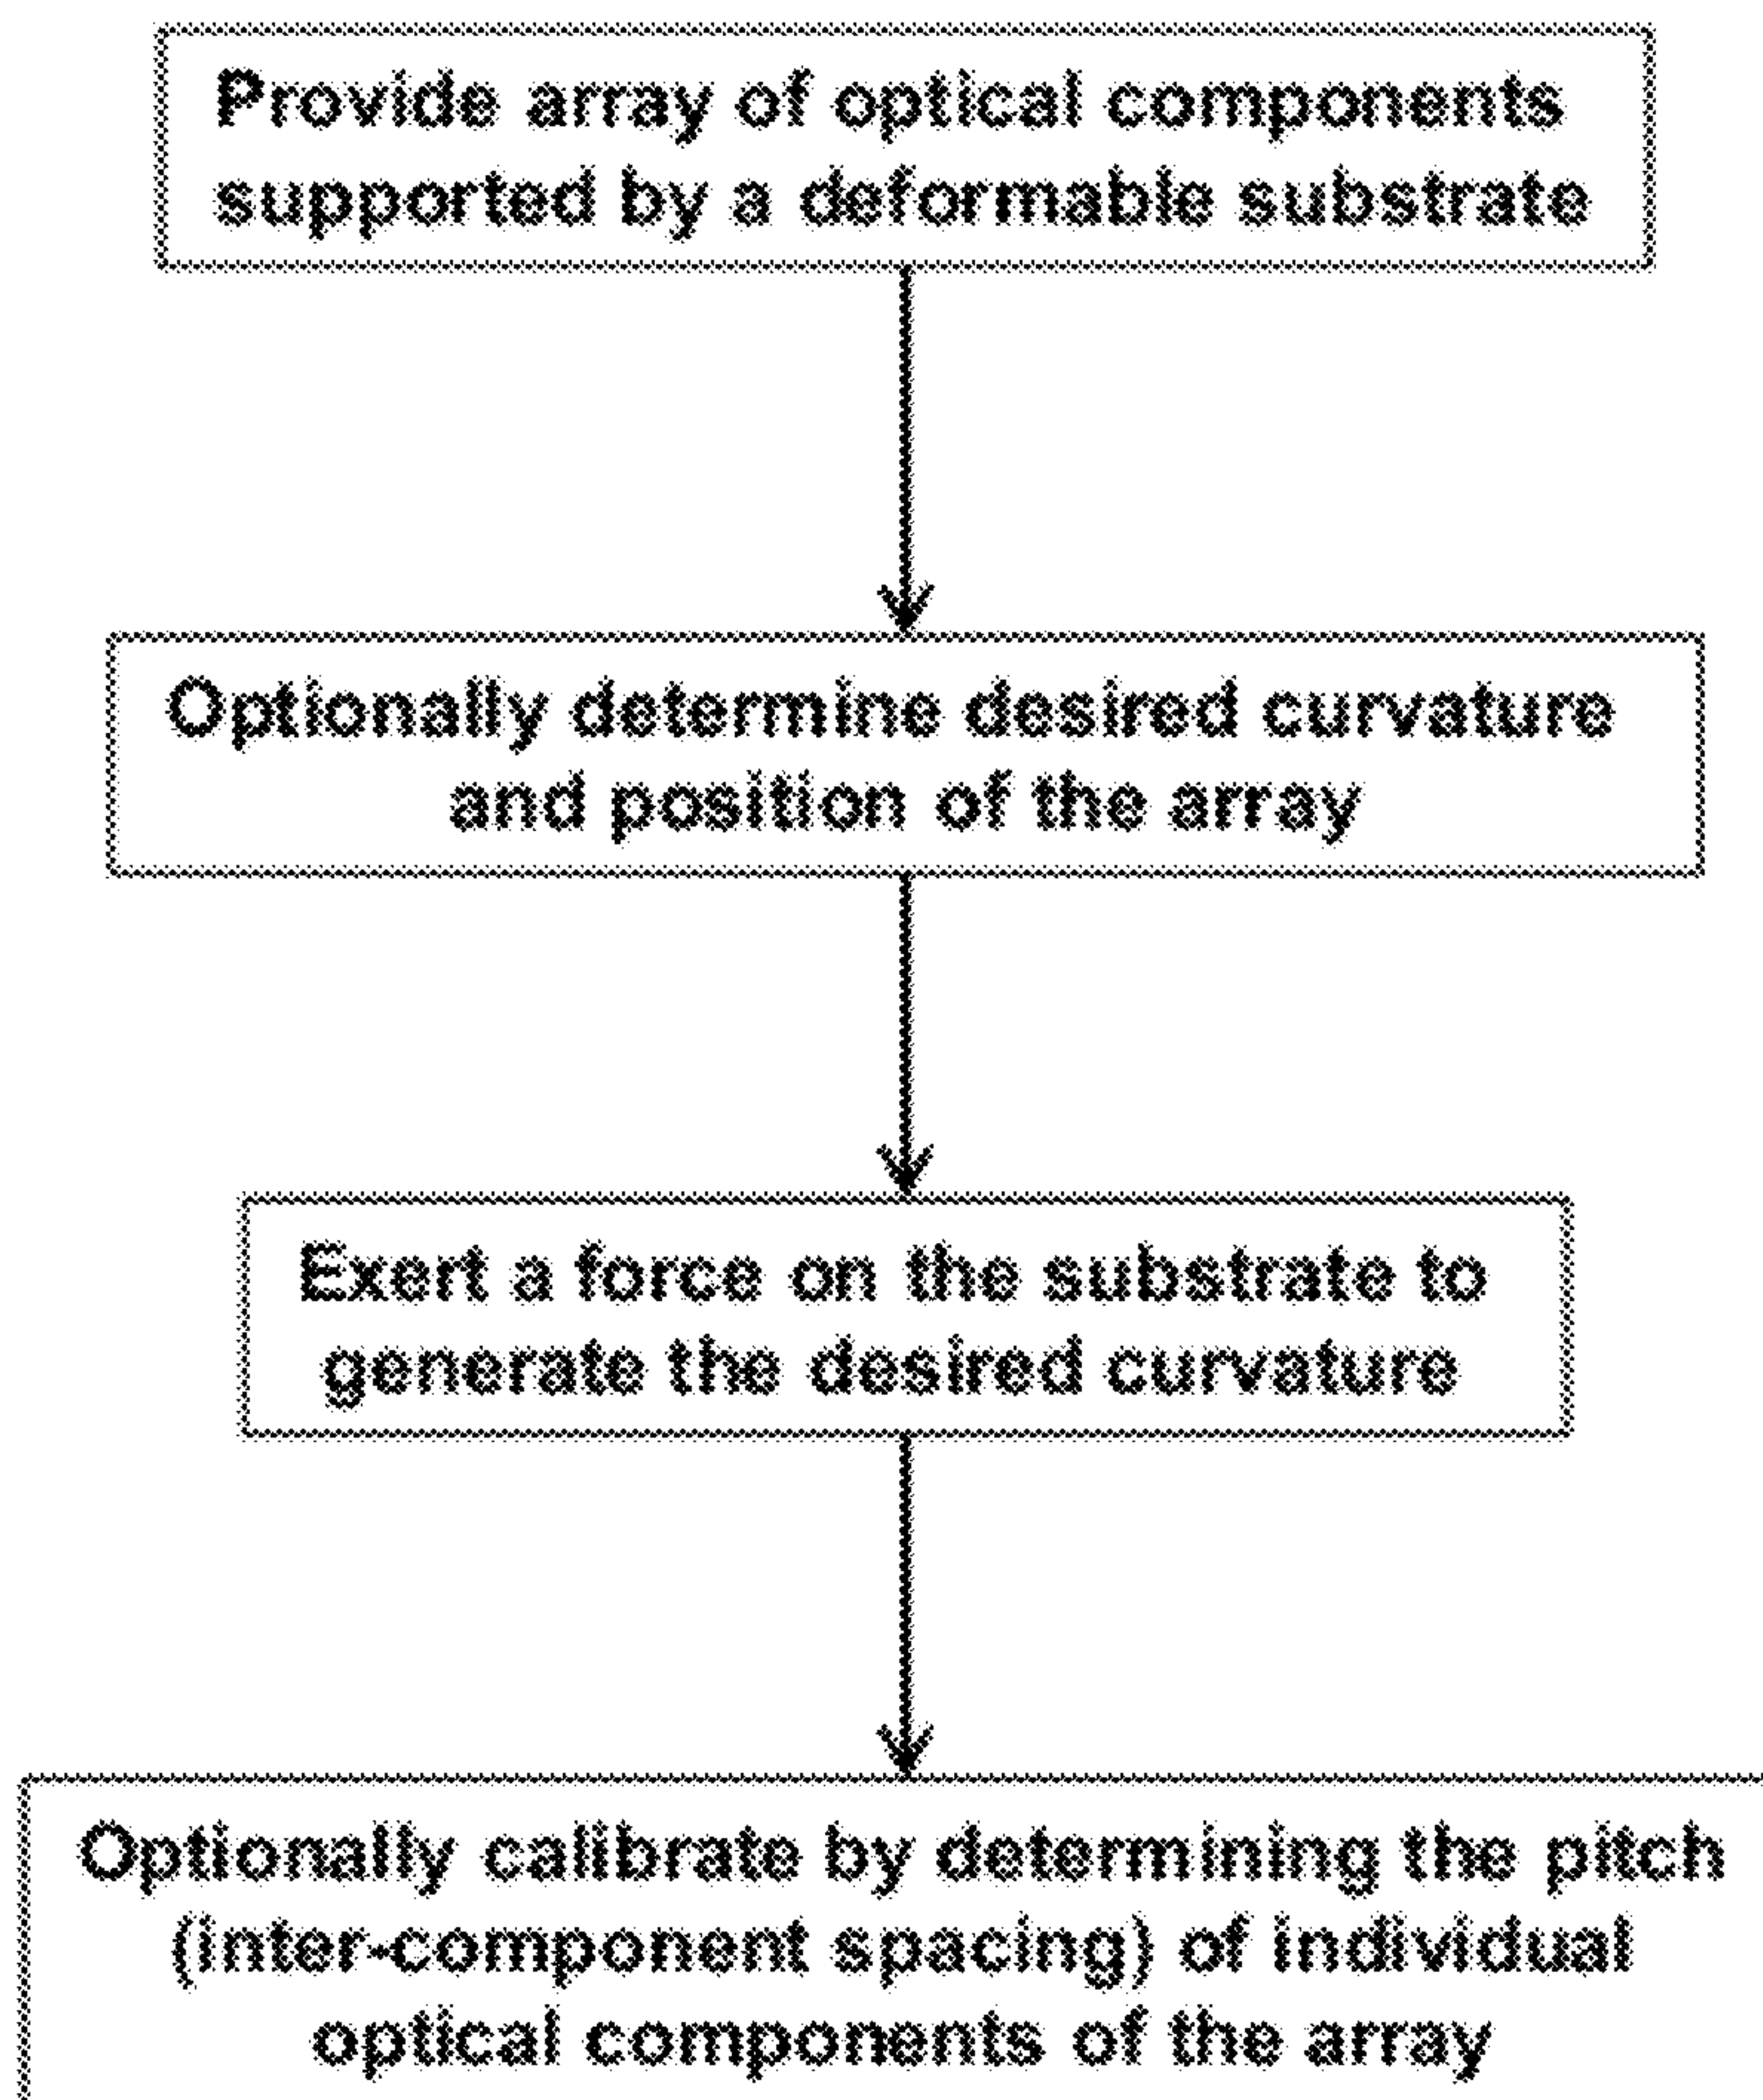 Provide array of optical components
supported by a deformable substrate
Optionally determine desired curvature
and position of the array
Exert a force on the substrate to
generate the desired curvature
Optionally calibrate by determining the pitch
(inter-component spacing) of individual
optical components of the array